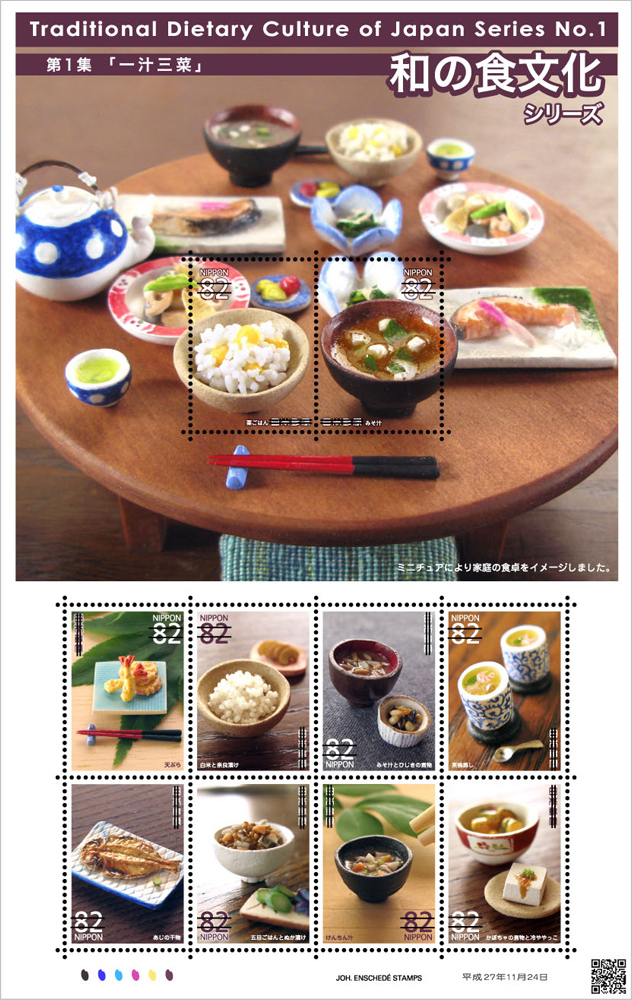 Traditional Dietary Culture of Japan Series No.1
第1集 「一汁三菜」
和の食文化
シリーズ
NIPPON
82
NIPPON
82
栗ごはん
みそ汁
ミニチュアにより家庭の食卓をイメージしました。
NIPPON
82
天ぷら
NIPPON
82
白米と奈良漬け
82
NIPPON
みそ汁とひじきの煮物
NIPPON
82
茶碗蒸し
82
NIPPON
あじの干物
82
NIPPON
五目ごはんとぬか漬け
82
NIPPON
けんちん汁
82
NIPPON
かぼちゃの煮物と冷ややっこ
JOH. ENSCHEDÉ STAMPS
平成27年11月24日